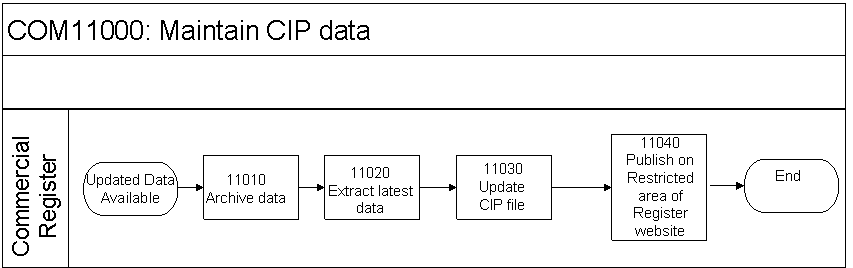 COM11000: Maintain CIP data
Commercial
Register
Updated Data
Available
11010
Archive data
11020
Extract latest
data
11030
Update
CIP file
11040
Publish on
Restricted
area of
Register
website
End